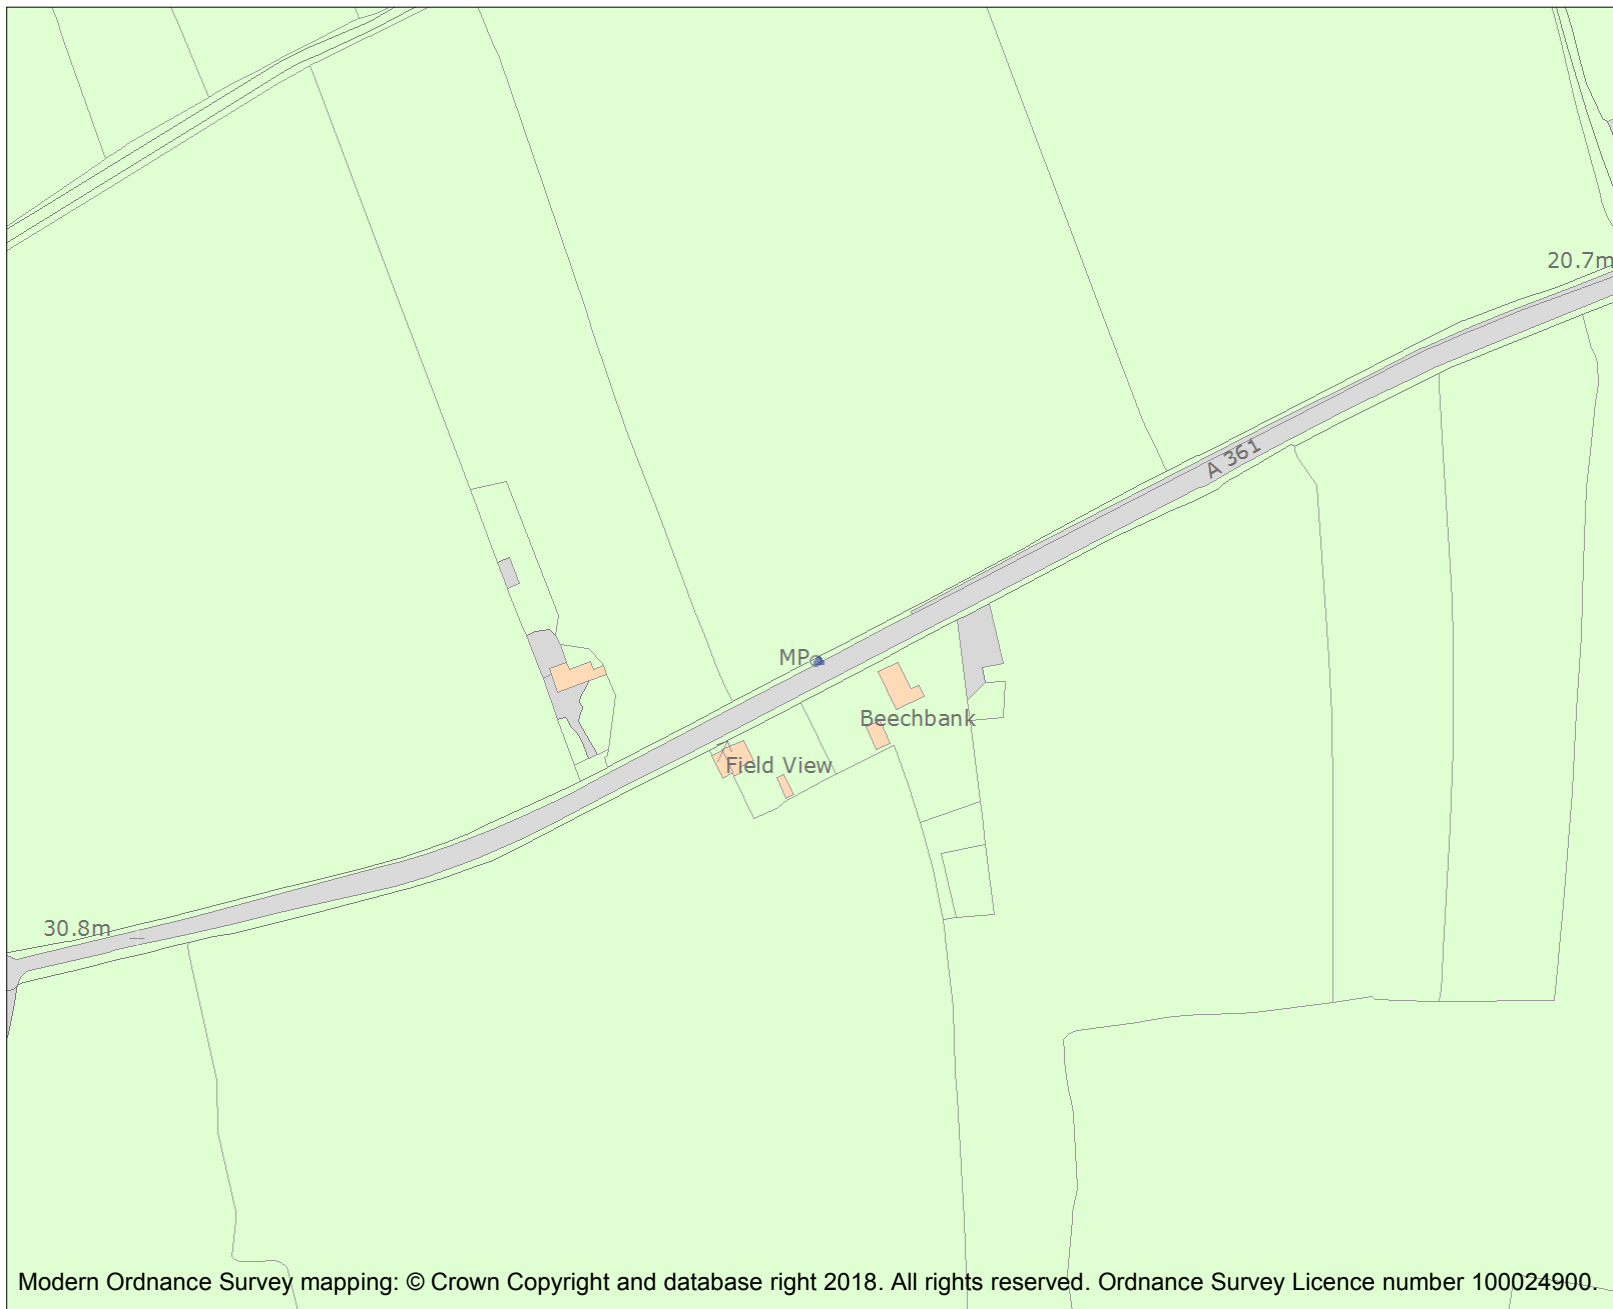 20.7m
A 361
MP
Beechbank
Field View
30.8m
Modern Ordnance Survey mapping: © Crown Copyright and database right 2018. All rights reserved. Ordnance Survey Licence number 100024900.